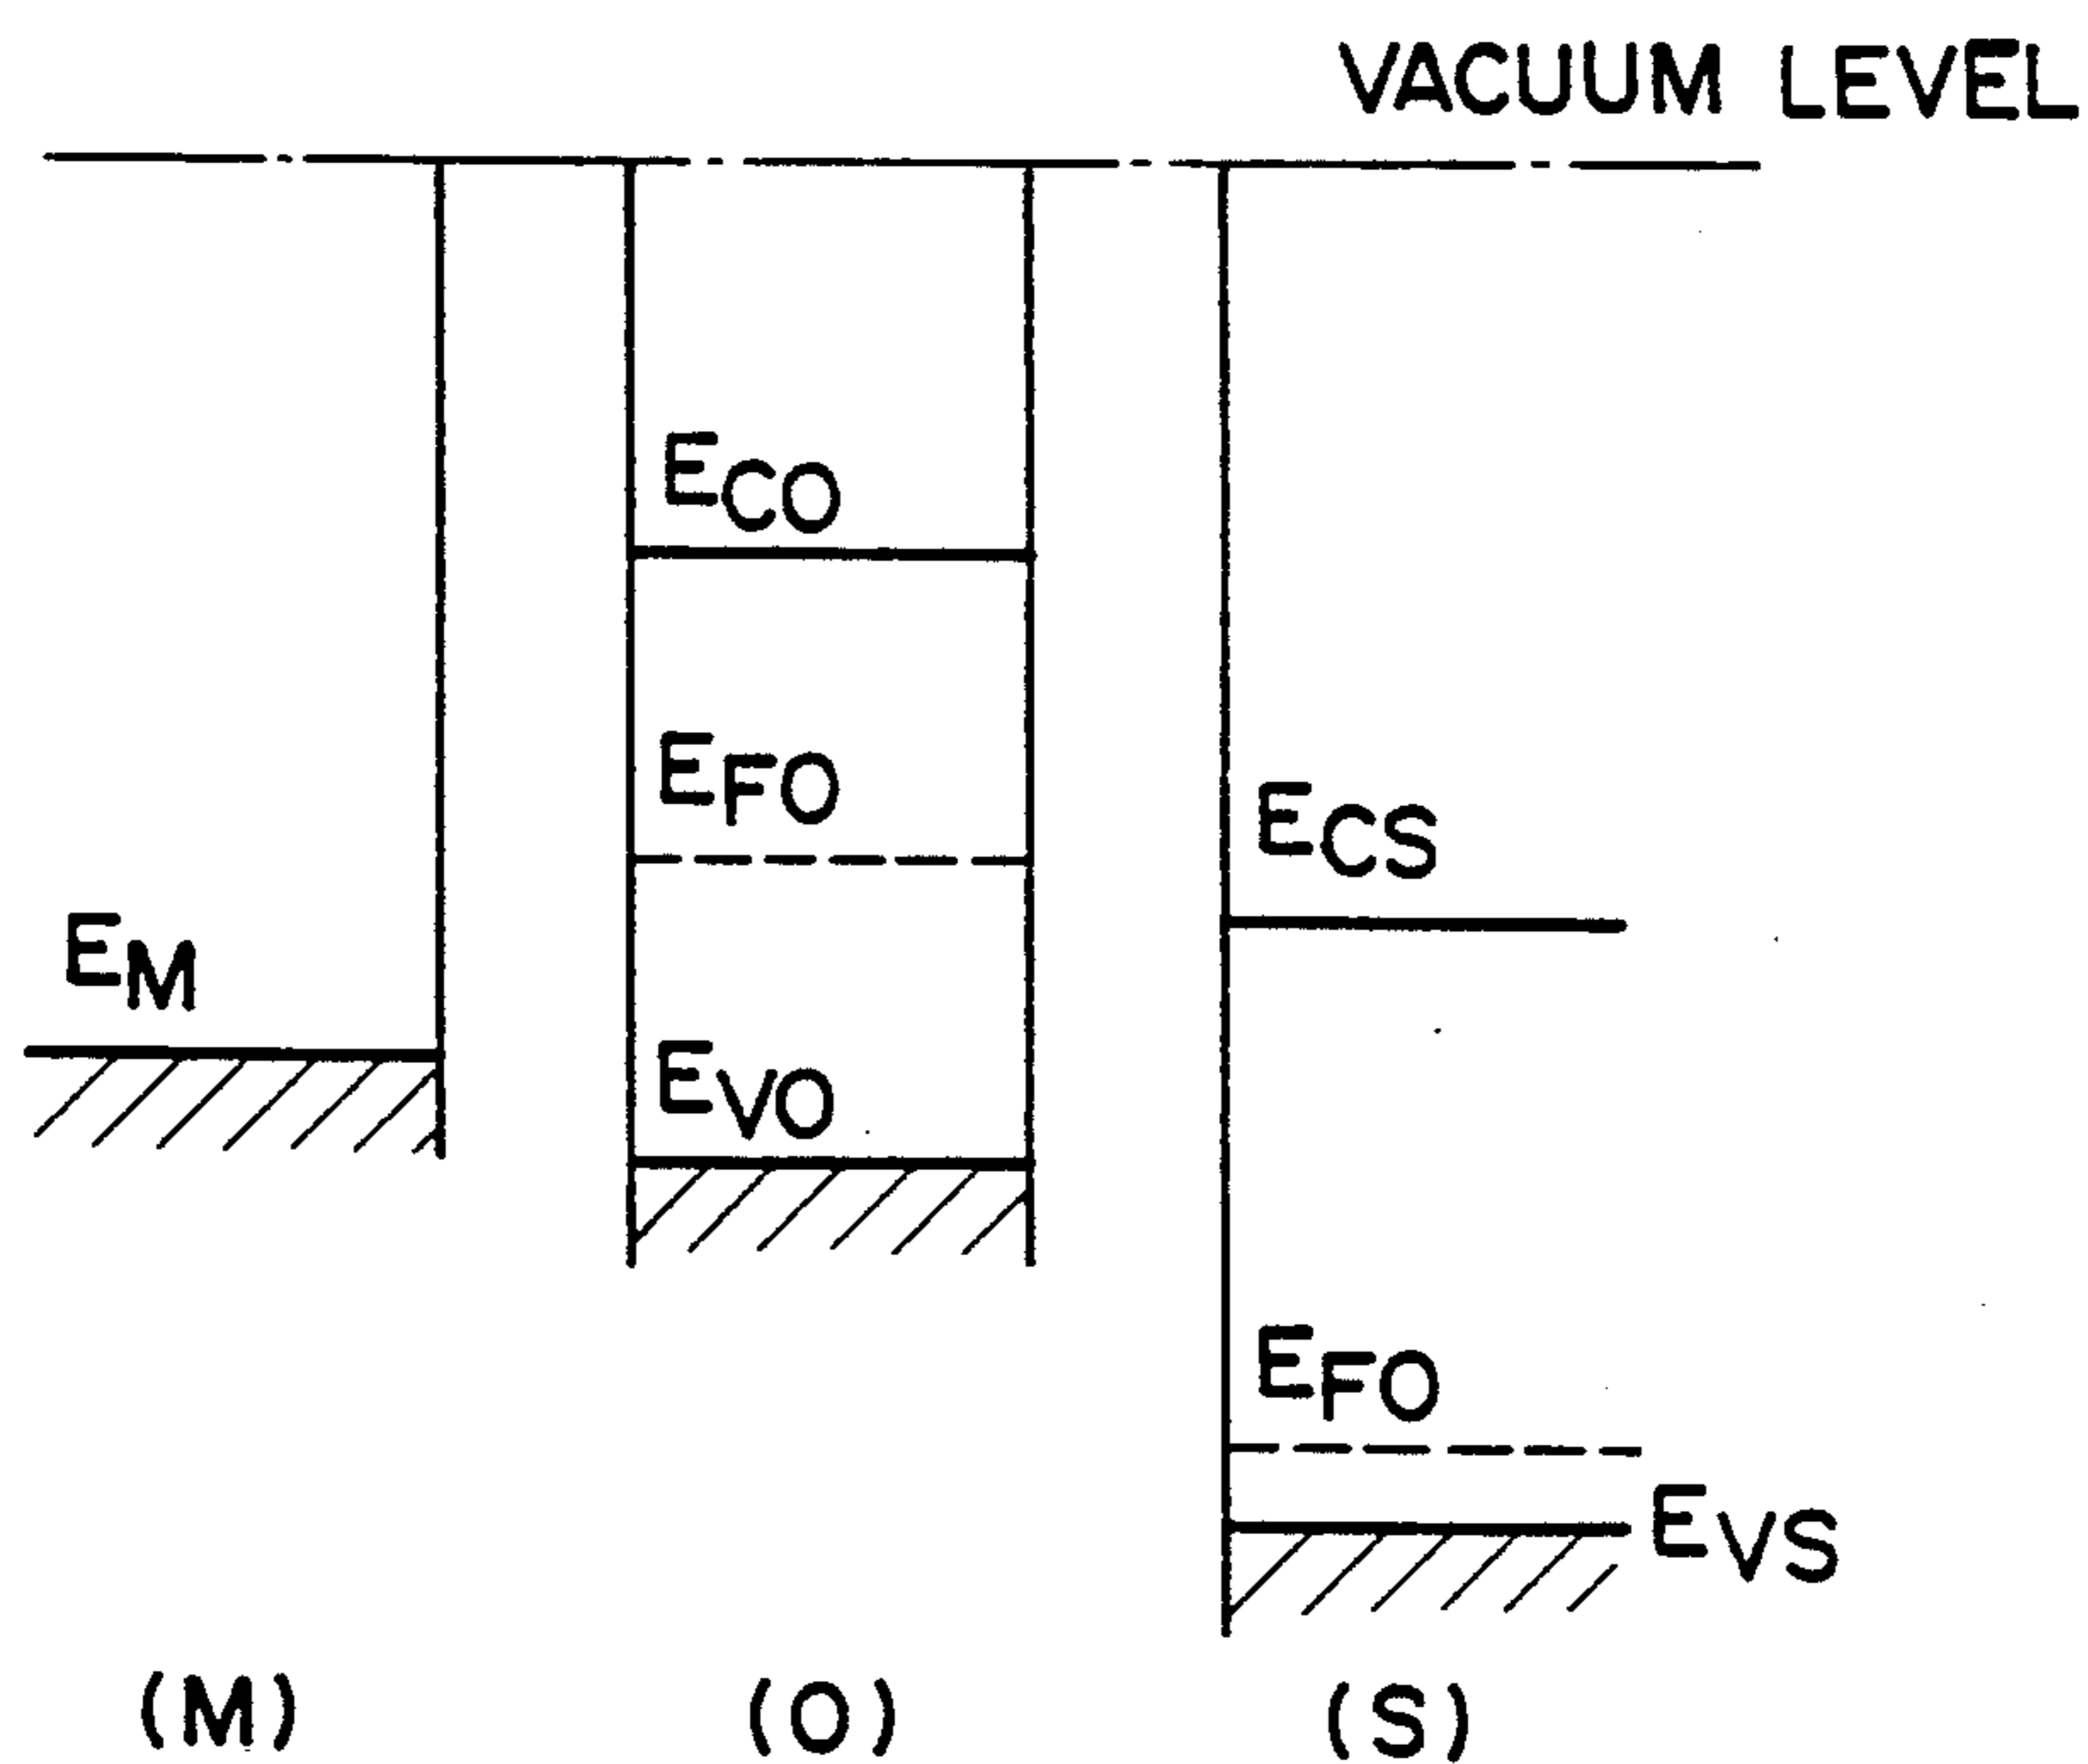 VACUUM LEVEL
ECO
EFO
ECS
EM
EVO
EFO
EVS
(M) (O) (S)